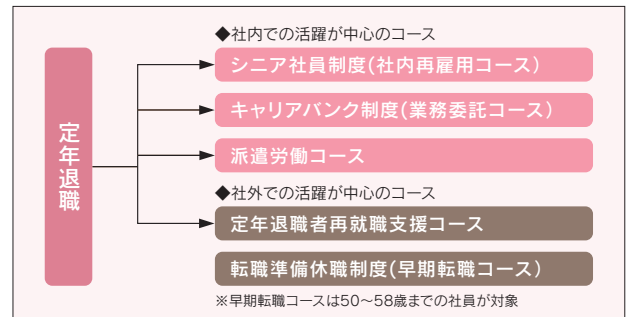 定年退職
◆社内での活躍が中心のコース
シニア社員制度(社内再雇用コース)
キャリアバンク制度(業務委託コース)
派遣労働コース
◆社外での活躍が中心のコース
定年退職者再就職支援コース
転職準備休職制度(早期転職コース)
※早期転職コースは50〜58歳までの社員が対象